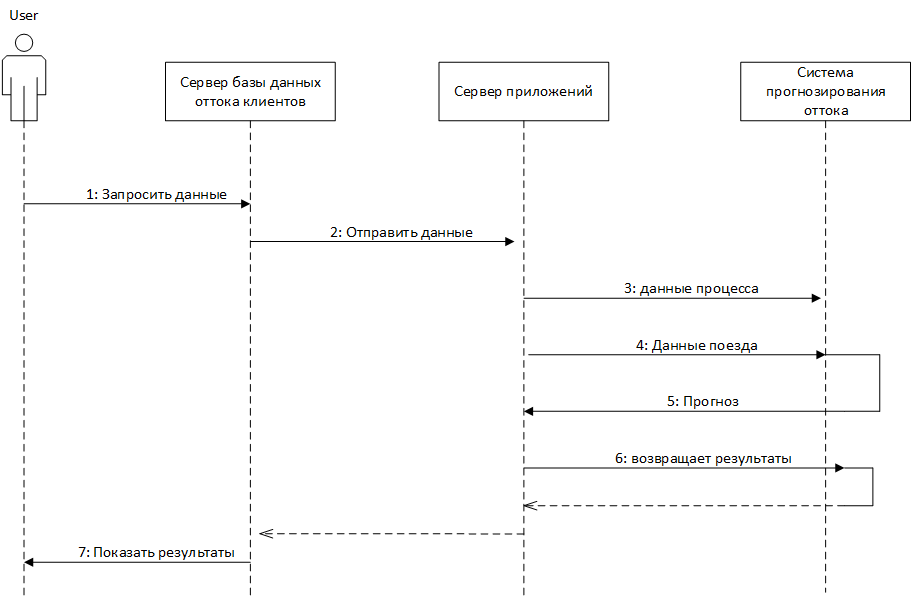 User
Сервер базы данных
оттока клиентов
Сервер приложений
Система
прогнозирования
оттока
1: Запросить данные
2: Отправить данные
3: данные процесса
4: Данные поезда
5: Прогноз
6: возвращает результаты
7: Показать результаты